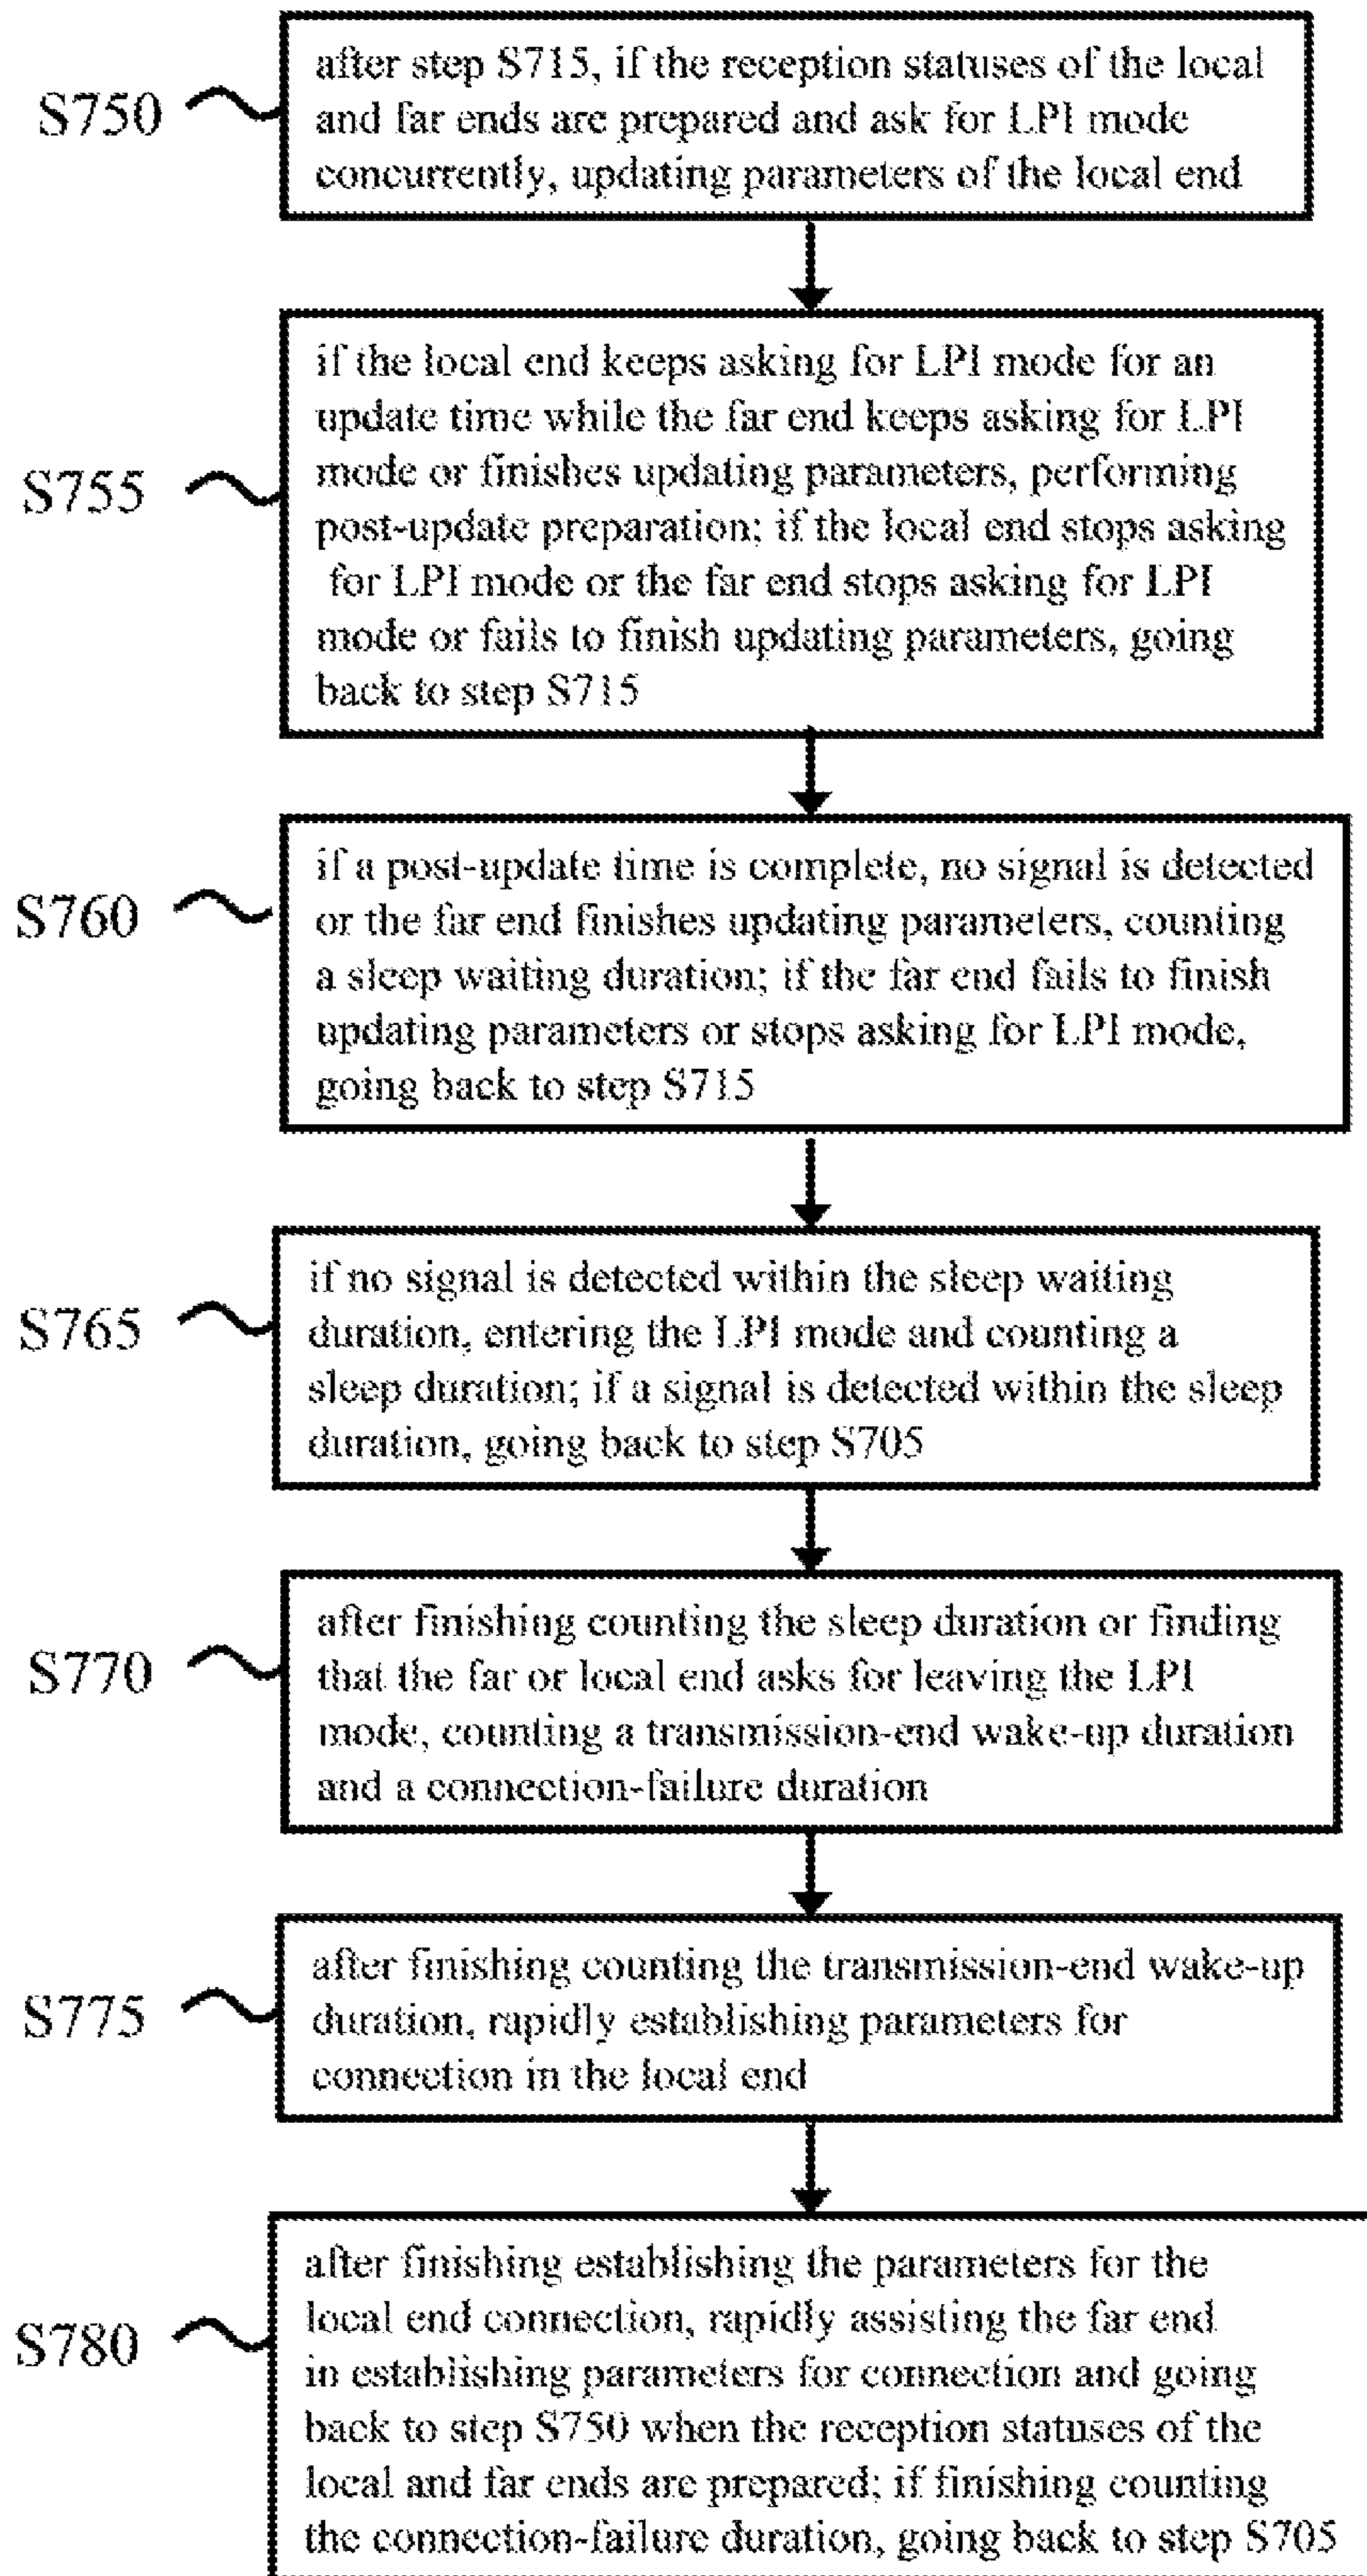 S750
after step S715, if the reception statuses of the local
and far ends are prepared and ask for LPI mode
concurrently, updating parameters of the local end
S755
if the local end keeps asking for LPI mode for an
update time while the far end keeps asking for LPI
mode or finishes updating parameters, performing
post-update preparation; if the local end stops asking
for LPI mode or the far end stops asking for LPI
mode or fails to finish updating parameters, going
back to step S715
S760
if a post-update time is complete, no signal is detected
or the far end finishes updating parameters, counting
a sleep waiting duration; if the far end fails to finish
updating parameters or stops asking for LPI mode,
going back to step S715
S765
if no signal is detected within the sleep waiting
duration, entering the LPI mode and counting a
sleep duration; if a signal is detected within the sleep
duration, going back to step S705
S770
after finishing counting the sleep duration or finding
that the far or local end asks for leaving the LPI
mode, counting a transmission-end wake-up duration
and a connection-failure duration
S775
after finishing counting the transmission-end wake-up
duration, rapidly establishing parameters for
connection in the local end
S780
after finishing establishing the parameters for the
local end connection, rapidly assisting the far end
in establishing parameters for connection and going
back to step S750 when the reception statuses of the
local and far ends are prepared; if finishing counting
the connection-failure duration, going back to step S705